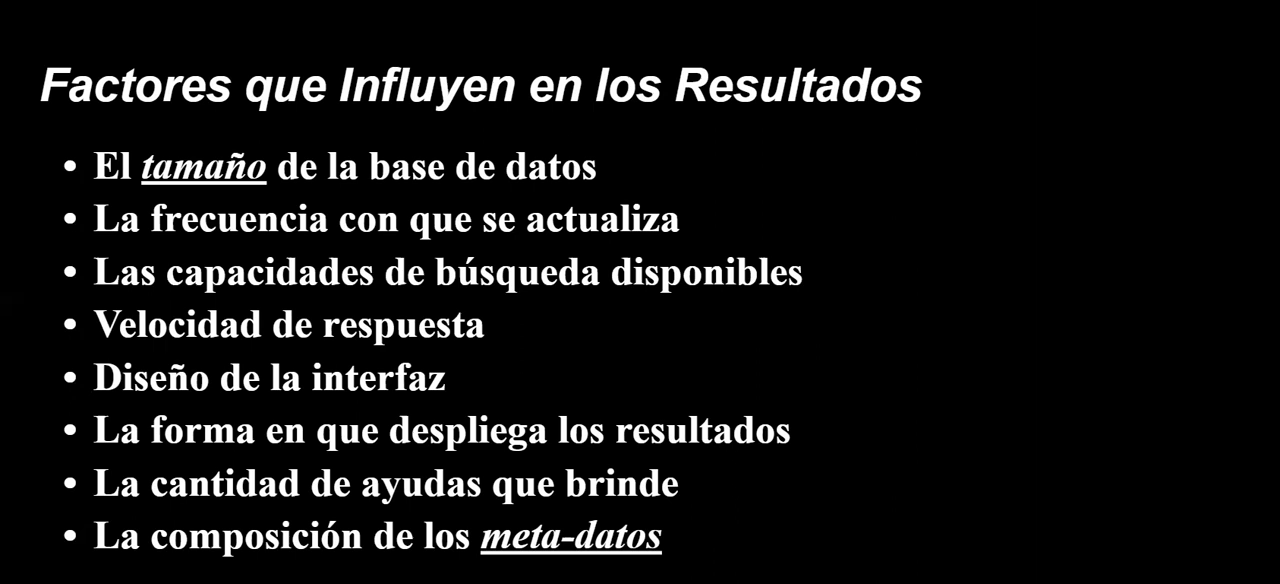 Factores que Influyen en los Resultados
• El tamaño de la base de datos
• La frecuencia con que se actualiza
• Las capacidades de búsqueda disponibles
• Velocidad de respuesta
• Diseño de la interfaz
• La forma en que despliega los resultados
• La cantidad de ayudas que brinde
• La composición de los meta-datos